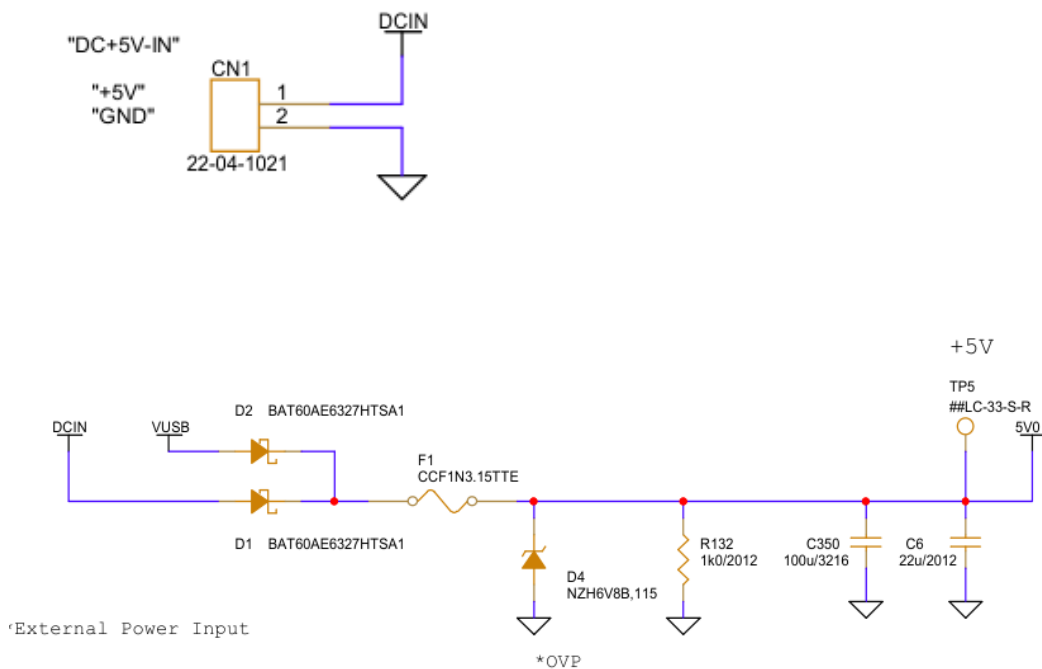 DCIN
"DC+5V-IN"
CN1
"+5V"
1
"GND"
2
22-04-1021
+5V
TP5
##LC-33-S-R
D2 BAT60AE6327HTSA1
DCIN
VUSB
5V0
F1
CCF1N3.15TTE
D1 BAT60AE6327HTSA1
R132
1k0/2012
C350
100u/3216
C6
22u/2012
D4
NZH6V8B,115
External Power Input
*OVP